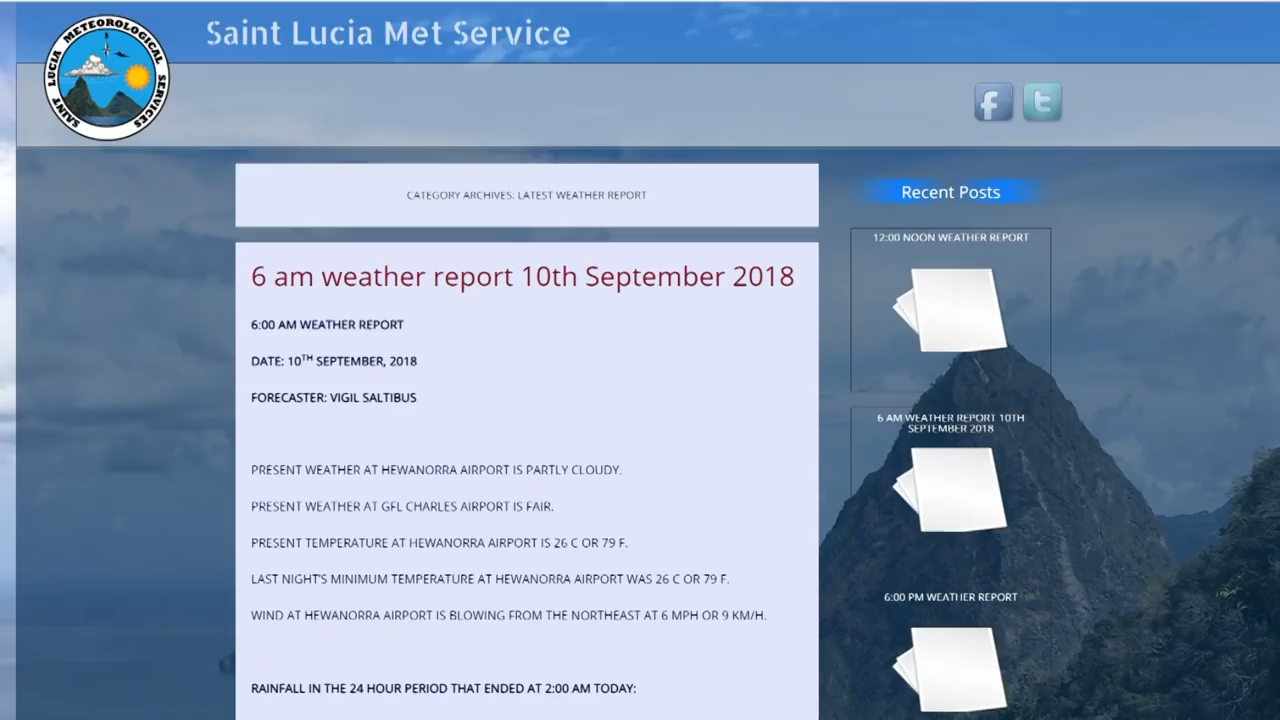 Saint Lucia Met Service
SAINT LUCIA METEOROLOGICAL SERVICES
CATEGORY ARCHIVES: LATEST WEATHER REPORT
6 am weather report 10th September 2018
6:00 AM WEATHER REPORT
DATE: 10TH SEPTEMBER, 2018
FORECASTER: VIGIL SALTIBUS
PRESENT WEATHER AT HEWANORRA AIRPORT IS PARTLY CLOUDY.
PRESENT WEATHER AT GFL CHARLES AIRPORT IS FAIR.
PRESENT TEMPERATURE AT HEWANORRA AIRPORT IS 26 C OR 79 F.
LAST NIGHT'S MINIMUM TEMPERATURE AT HEWANORRA AIRPORT WAS 26 C OR 79 F.
WIND AT HEWANORRA AIRPORT IS BLOWING FROM THE NORTHEAST AT 6 MPH OR 9 KM/H.
RAINFALL IN THE 24 HOUR PERIOD THAT ENDED AT 2:00 AM TODAY:
Recent Posts
12:00 NOON WEATHER REPORT
6 AM WEATHER REPORT 10TH
SEPTEMBER 2018
6:00 PM WEATHER REPORT